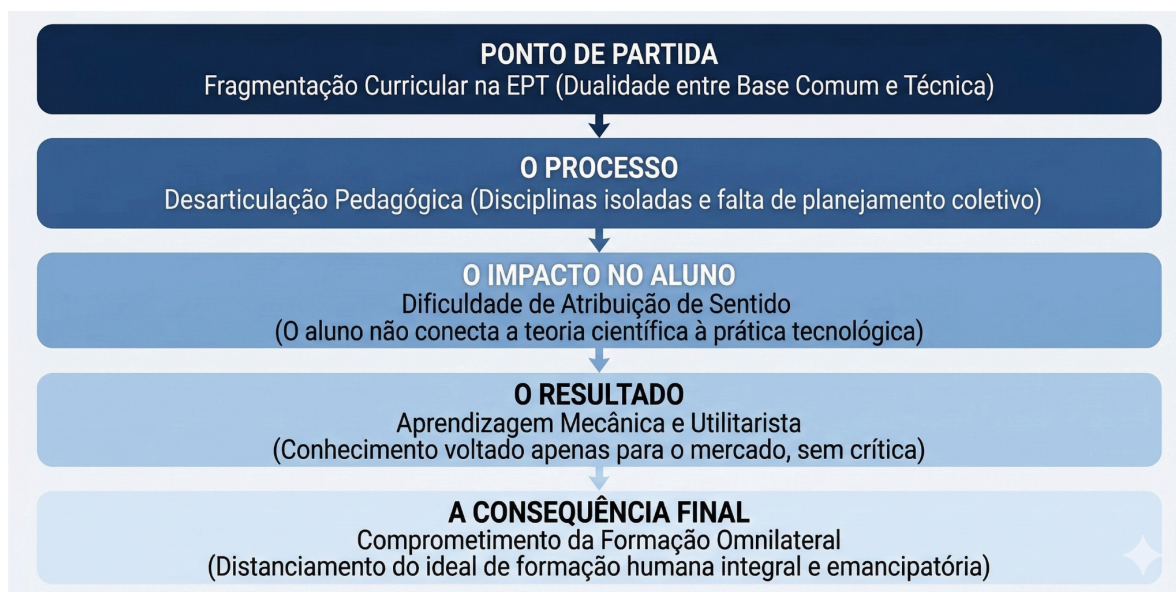 PONTO DE PARTIDA
Fragmentação Curricular na EPT (Dualidade entre Base Comum e Técnica)
O PROCESSO
Desarticulação Pedagógica (Disciplinas isoladas e falta de planejamento coletivo)
O IMPACTO NO ALUNO
Dificuldade de Atribuição de Sentido
(O aluno não conecta a teoria científica à prática tecnológica)
O RESULTADO
Aprendizagem Mecânica e Utilitarista
(Conhecimento voltado apenas para o mercado, sem crítica)
A CONSEQUÊNCIA FINAL
Comprometimento da Formação Omnilateral
(Distanciamento do ideal de formação humana integral e emancipatória)